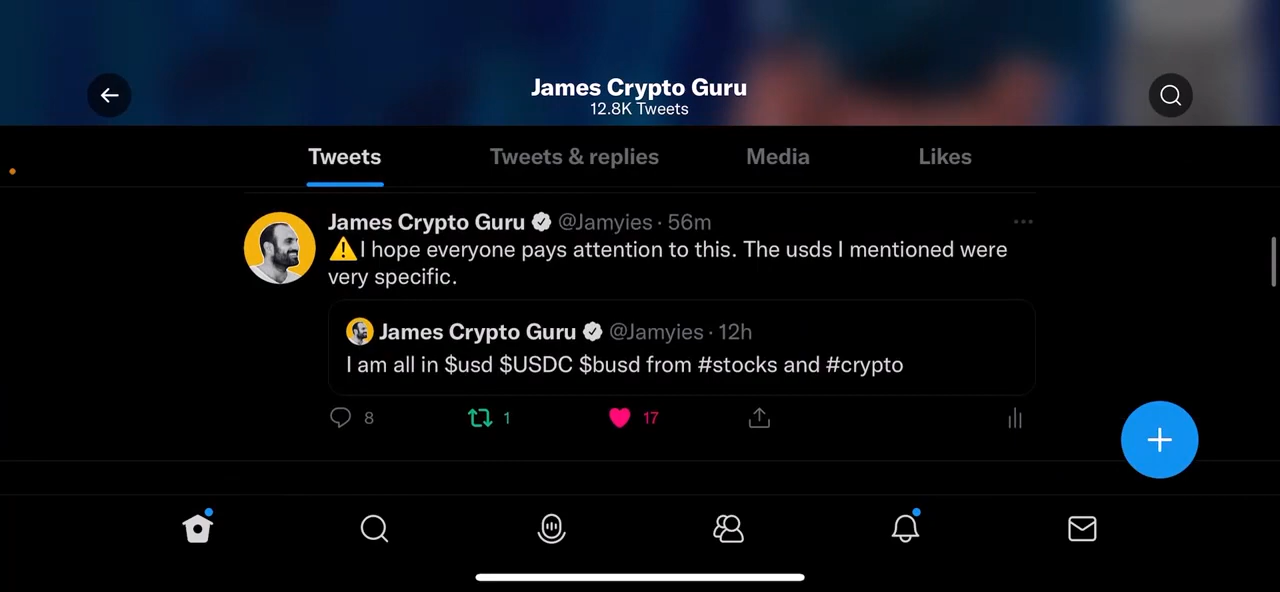 James Crypto Guru
12.8K Tweets
Tweets Tweets & replies Media Likes
James Crypto Guru @Jamyies · 56m
⚠️I hope everyone pays attention to this. The usds I mentioned were
very specific.
James Crypto Guru @Jamyies · 12h
I am all in $usd $USDC $busd from #stocks and #crypto
8 1 17